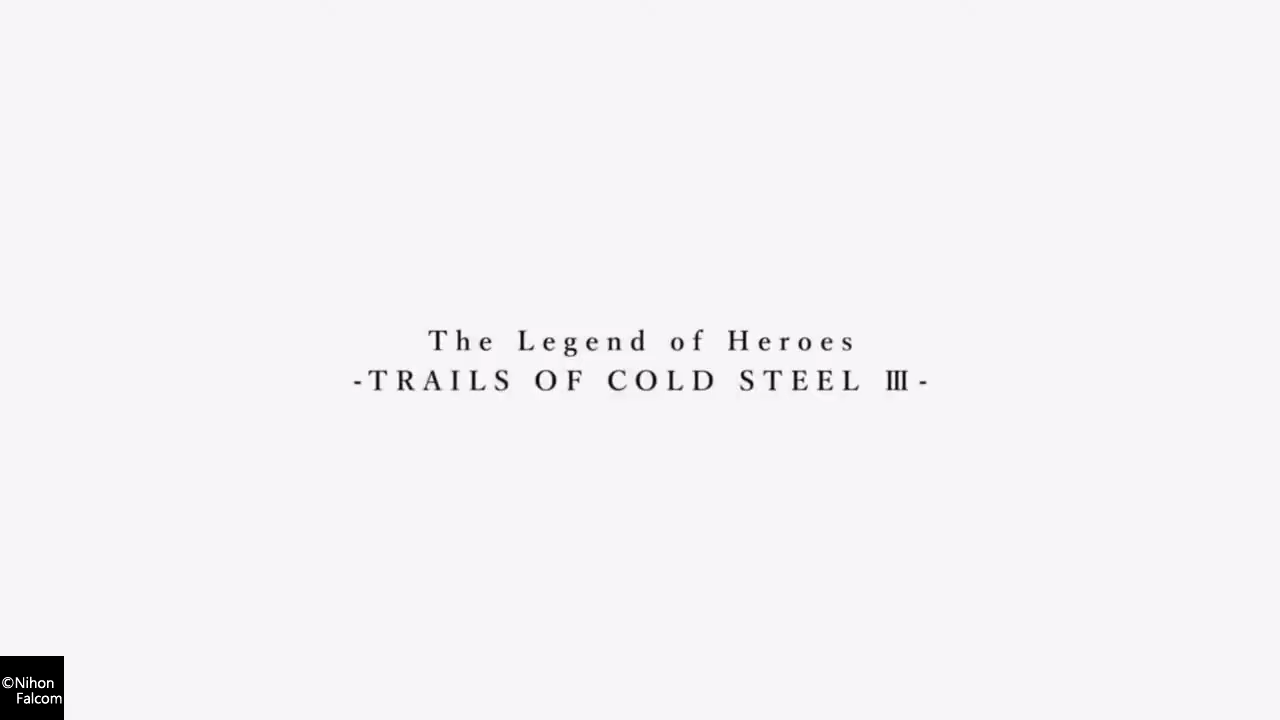 The Legend of Heroes
-TRAILS OF COLD STEEL Ⅲ-
©Nihon
Falcom